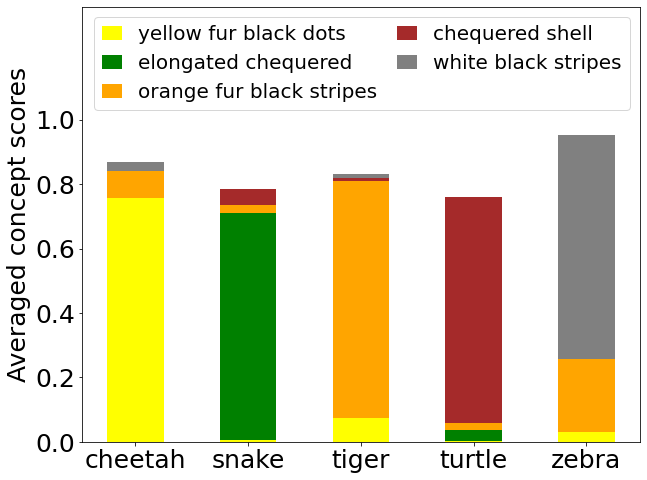 yellow fur black dots
elongated chequered
orange fur black stripes
chequered shell
white black stripes
Averaged concept scores
1.0
0.8
0.6
0.4
0.2
0.0
cheetah snake tiger turtle zebra